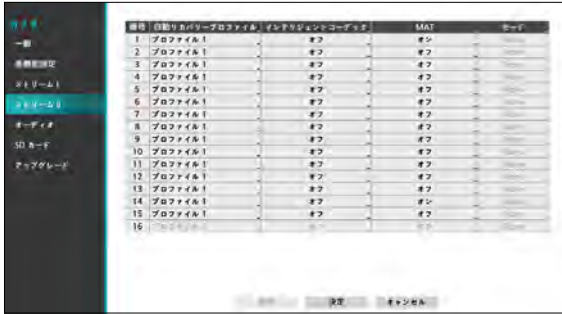 カメラ
一般
多機能設定
ストリーム 1
ストリーム 2
オーディオ
SD カード
アップグレード
番号 自動リカバリープロファイル インテリジェントコーデック MAT モード
1 プロファイル 1 オフ オン
2 プロファイル 1 オフ オフ
3 プロファイル 1 オフ オフ
4 プロファイル 1 オフ オフ
5 プロファイル 1 オフ オフ
6 プロファイル 1 オフ オフ
7 プロファイル 1 オフ オフ
8 プロファイル 1 オフ オフ
9 プロファイル 1 オフ オフ
10 プロファイル 1 オフ オフ
11 プロファイル 1 オフ オフ
12 プロファイル 1 オフ オフ
13 プロファイル 1 オフ オフ
14 プロファイル 1 オフ オン
15 プロファイル 1 オフ オフ
16
決定 キャンセル